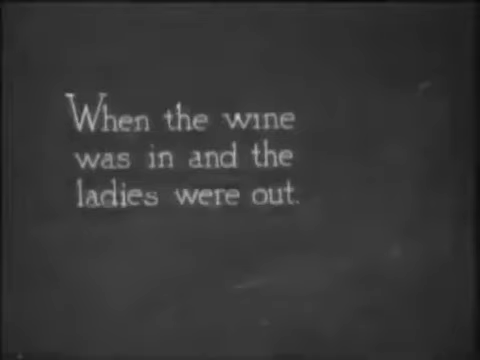 When the wine
was in and the
ladies were out.